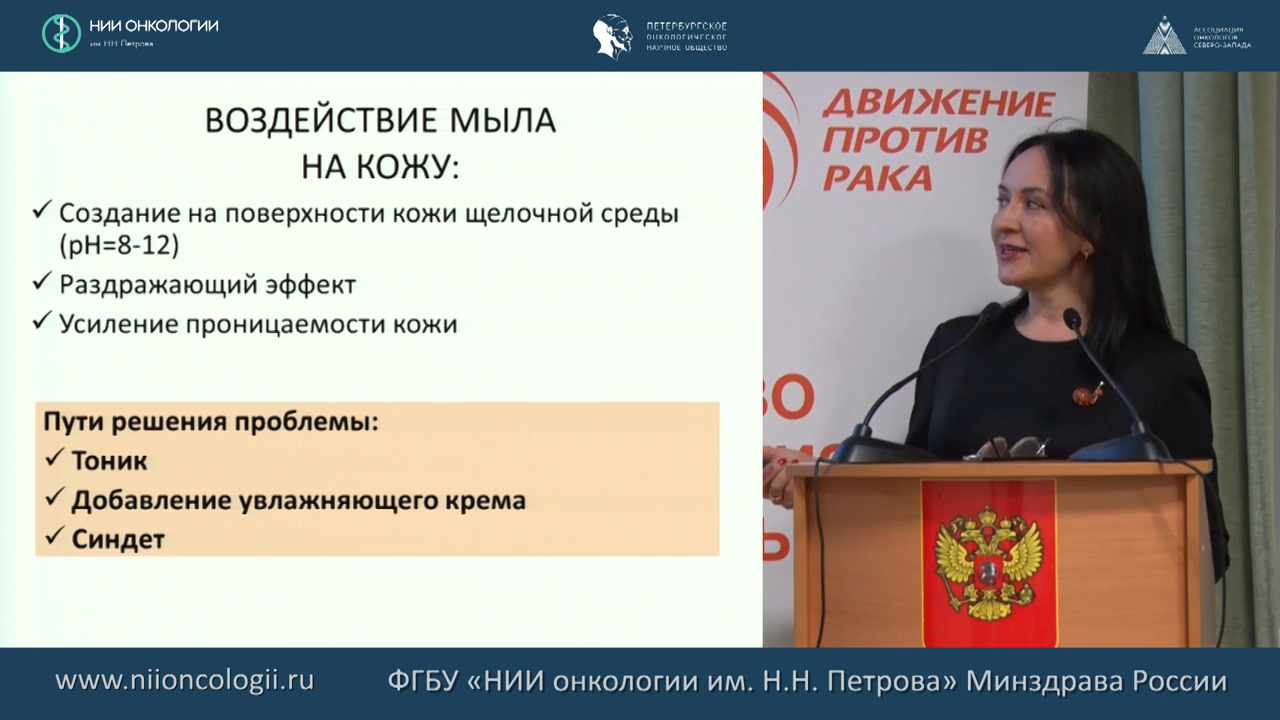 НИИ ОНКОЛОГИИ
им. Н.Н. Петрова
ПЕТЕРБУРГСКОЕ
ОНКОЛОГИЧЕСКОЕ
НАУЧНОЕ ОБЩЕСТВО
АССОЦИАЦИЯ
ОНКОЛОГОВ
СЕВЕРО-ЗАПАДА
ВОЗДЕЙСТВИЕ МЫЛА
НА КОЖУ:
✓ Создание на поверхности кожи щелочной среды
(pH=8-12)
✓ Раздражающий эффект
✓ Усиление проницаемости кожи
Пути решения проблемы:
✓ Тоник
✓ Добавление увлажняющего крема
✓ Синдет
ДВИЖЕНИЕ
ПРОТИВ
РАКА
ВО
Ь
www.niioncologii.ru
ФГБУ «НИИ онкологии им. Н.Н. Петрова» Минздрава России